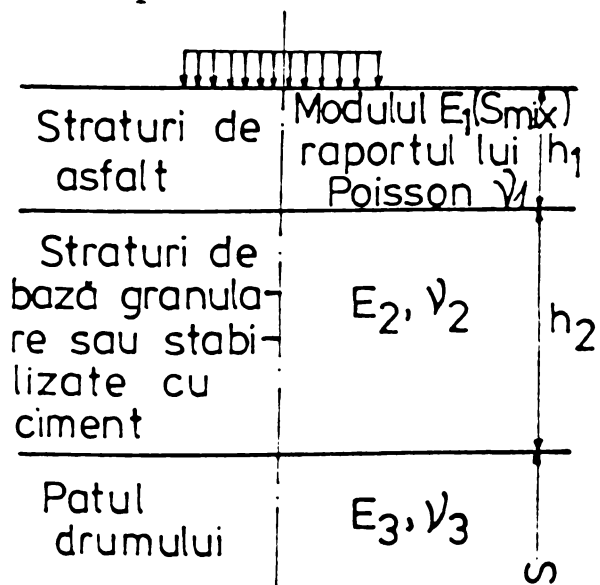 Straturi de
asfalt
Modulul E₁(Smix)
raportul lui
Poisson ν₁
h₁
Straturi de
bază granula-
re sau stabi-
lizate cu
ciment
E₂, ν₂
h₂
Patul
drumului
E₃, ν₃